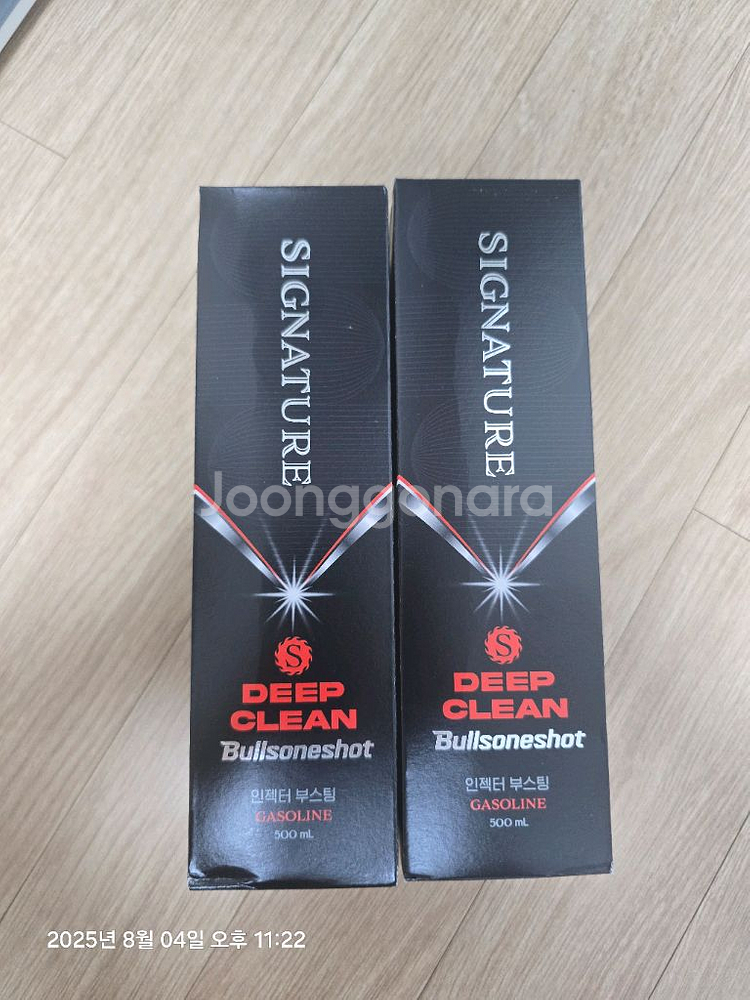 SIGNATURE
S
DEEP
CLEAN
Bullsoneshot
인젝터 부스팅
GASOLINE
500 mL
SIGNATURE
S
DEEP
CLEAN
Bullsoneshot
인젝터 부스팅
GASOLINE
500 mL
Joonggonara
2025년 8월 04일 오후 11:22